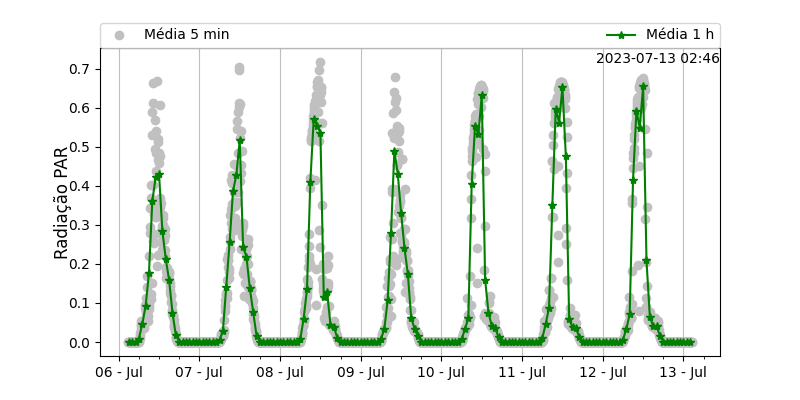 Média 5 min
Média 1 h
2023-07-13 02:46
Radiação PAR
0.7
0.6
0.5
0.4
0.3
0.2
0.1
0.0
06 - Jul
07 - Jul
08 - Jul
09 - Jul
10 - Jul
11 - Jul
12 - Jul
13 - Jul